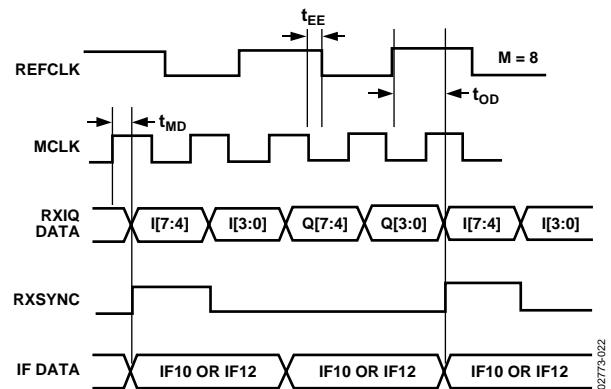 tEE
REFCLK
M = 8
tOD
tMD
MCLK
RXIQ
DATA
I[7:4] I[3:0] Q[7:4] Q[3:0] I[7:4] I[3:0]
RXSYNC
IF DATA
IF10 OR IF12 IF10 OR IF12 IF10 OR IF12
02773-022